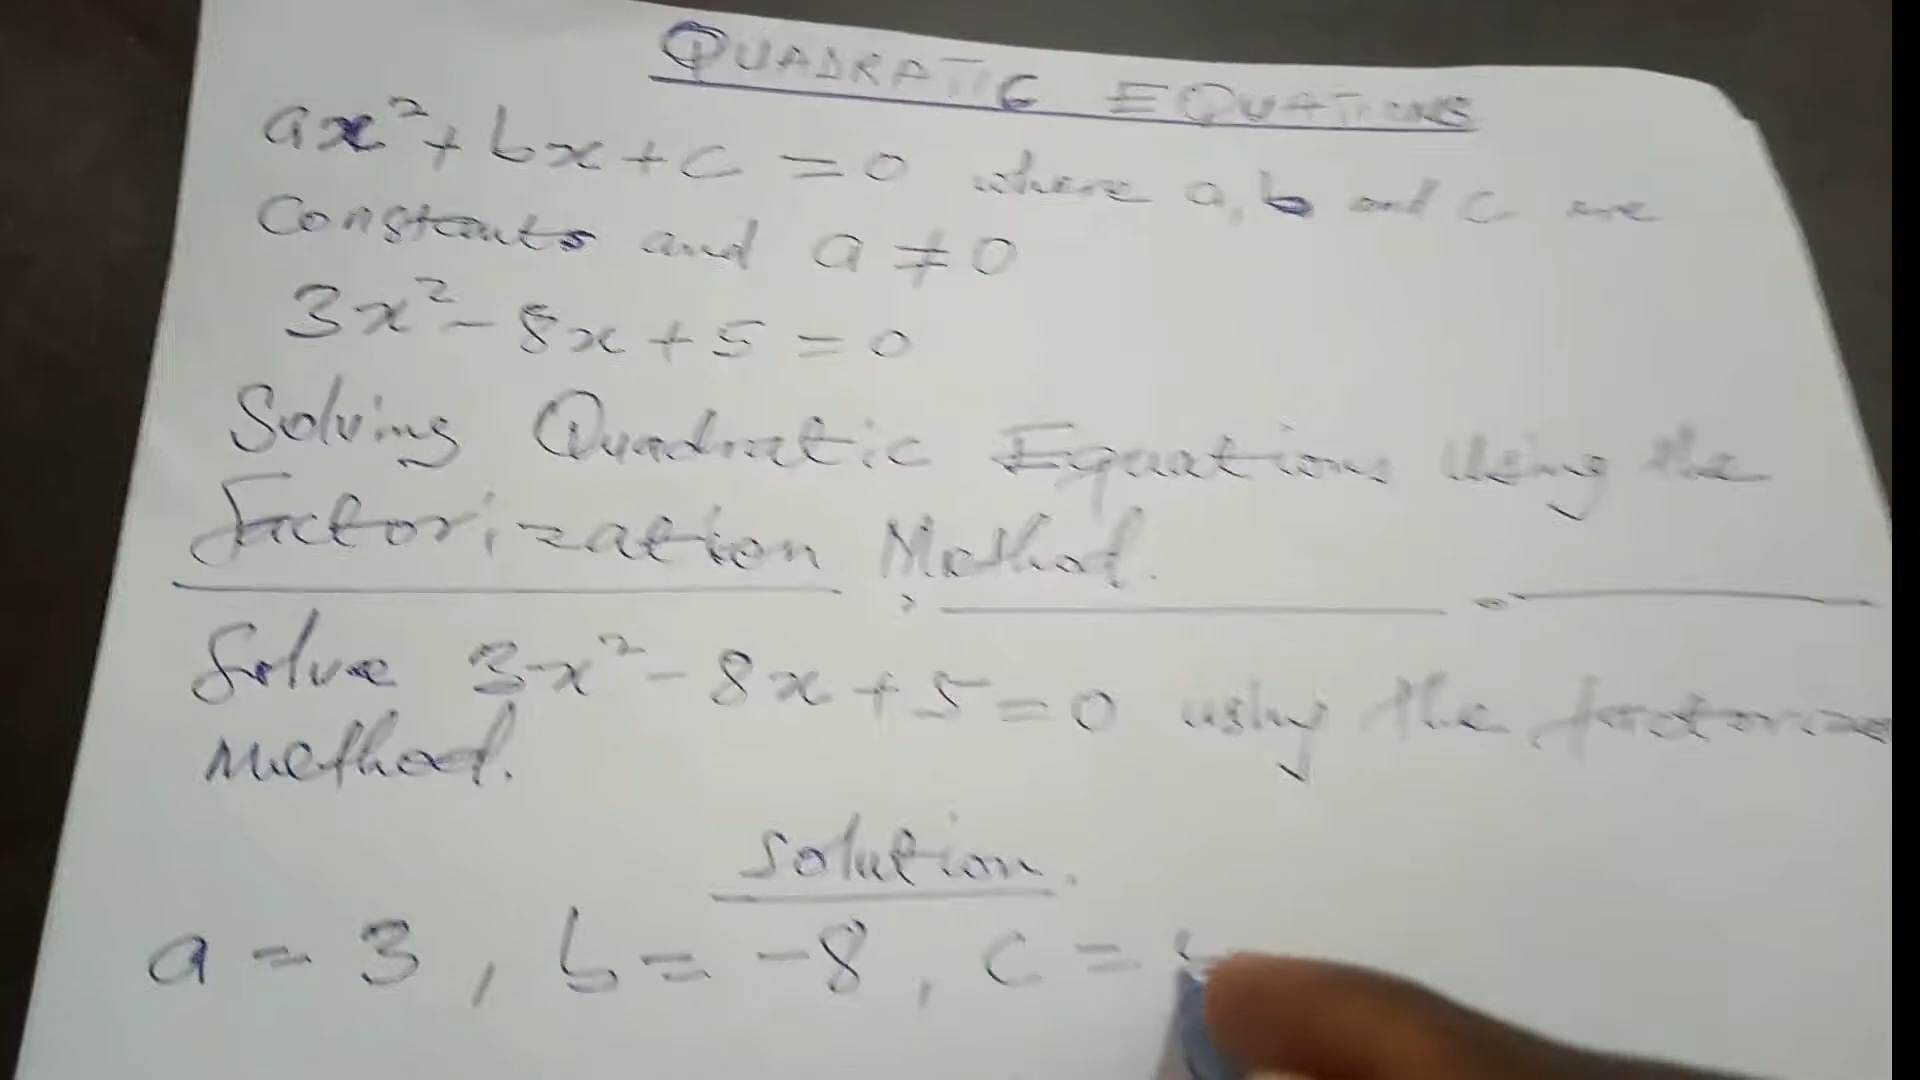 QUADRATIC EQUATIONS
ax² + bx + c = 0 where a, b and c are
Constants and a ≠ 0
3x² - 8x + 5 = 0
Solving Quadratic Equations Using the
Factorization Method.
Solve 3x² - 8x + 5 = 0 using the
method.
Solution.
a = 3, b = -8, c =